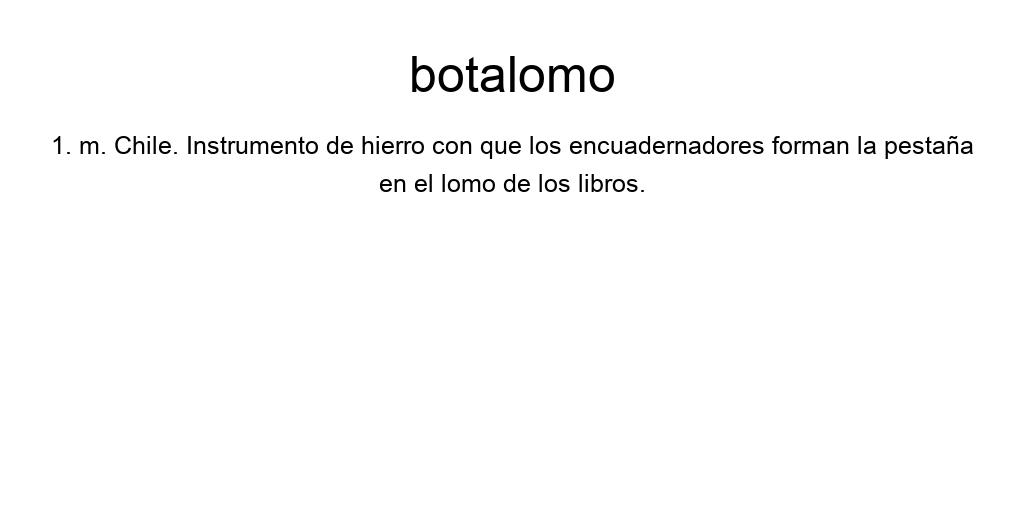 botalomo
1. m. Chile. Instrumento de hierro con que los encuadernadores forman la pestaña
en el lomo de los libros.